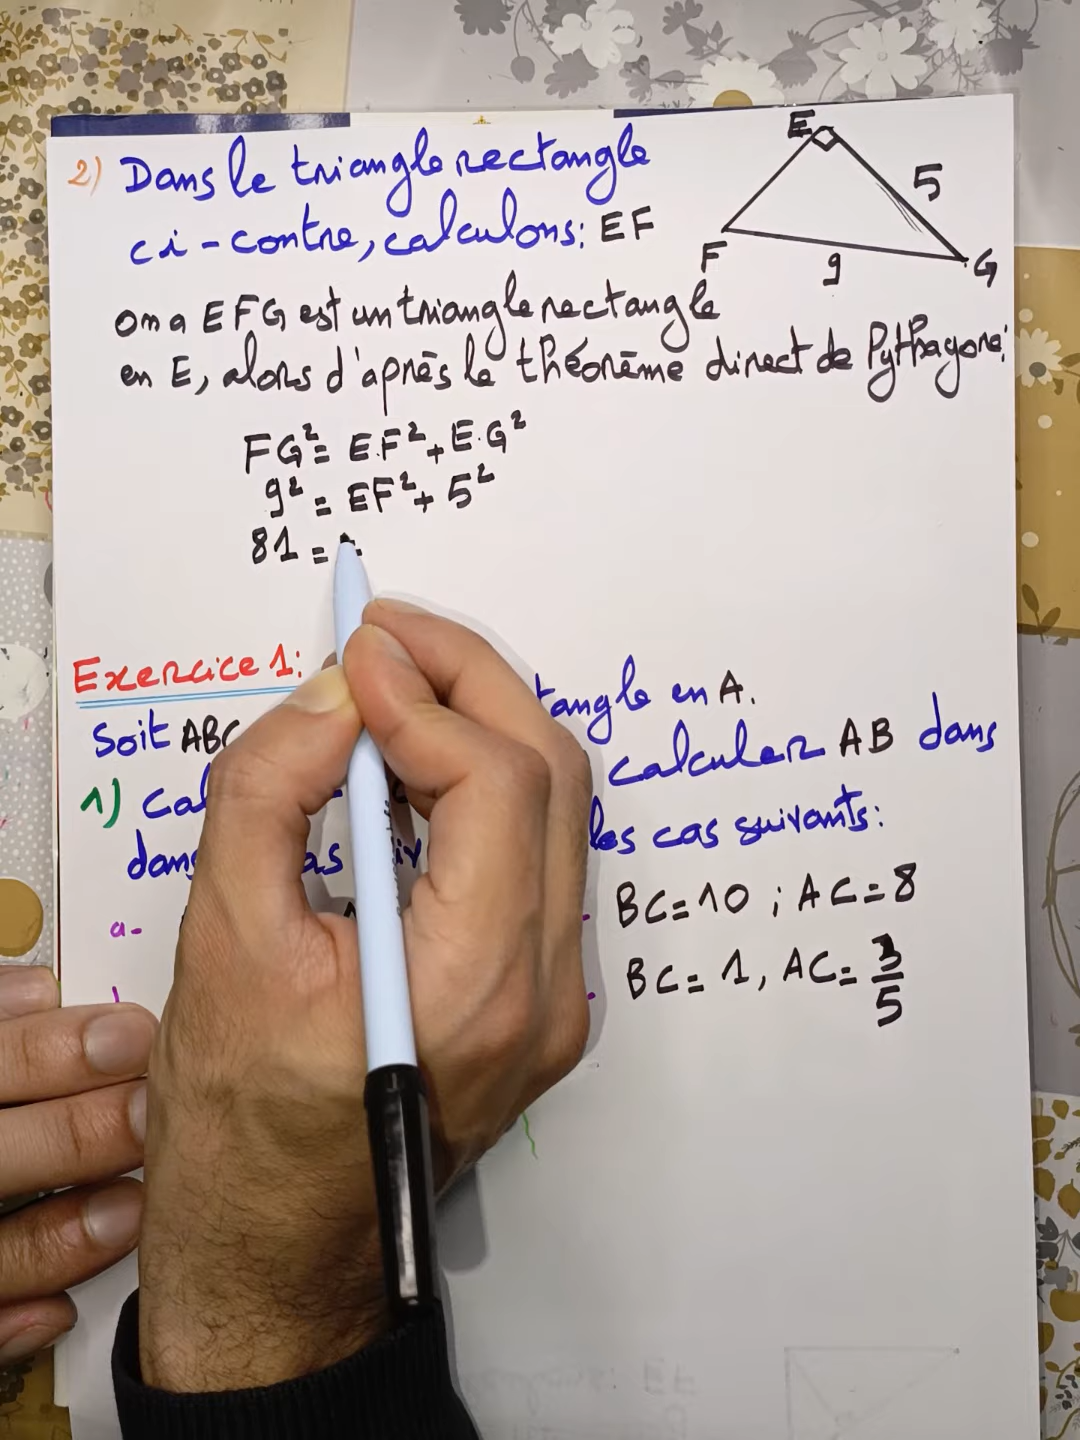 2) Dans le triangle rectangle
ci-contre, calculons: EF
E
5
F
9
G
on a EFG est un triangle rectangle
en E, alors d'après le théorème direct de Pythagore:
FG² = EF² + EG²
9² = EF² + 5²
81 =
Exercice 1:
Soit ABC tangle en A.
1) cal
dans
calculer AB dans
les cas suivants:
a-
BC = 10 ; AC = 8
BC = 1, AC = 3/5